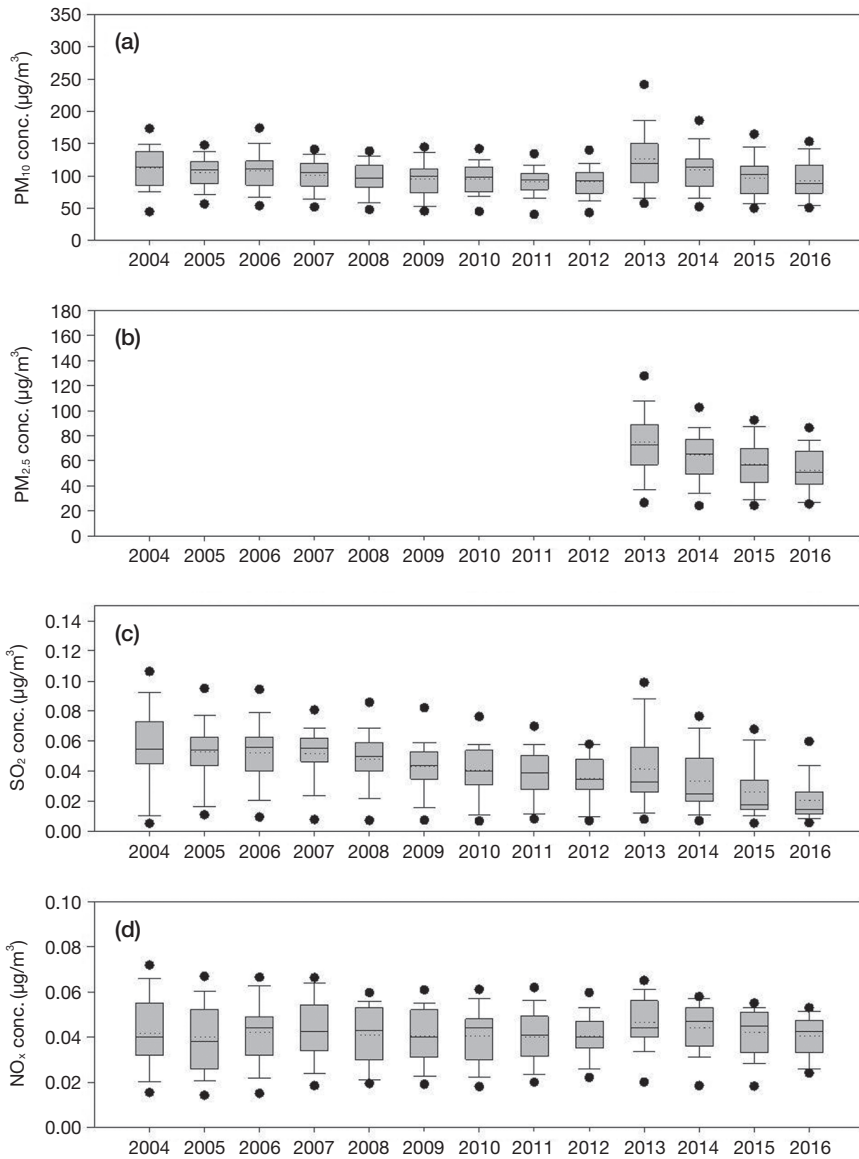 (a)
PM₁₀ conc. (µg/m³)
350
300
250
200
150
100
50
0
2004 2005 2006 2007 2008 2009 2010 2011 2012 2013 2014 2015 2016
(b)
PM₂.₅ conc. (µg/m³)
180
160
140
120
100
80
60
40
20
0
2004 2005 2006 2007 2008 2009 2010 2011 2012 2013 2014 2015 2016
(c)
SO₂ conc. (µg/m³)
0.14
0.12
0.10
0.08
0.06
0.04
0.02
0.00
2004 2005 2006 2007 2008 2009 2010 2011 2012 2013 2014 2015 2016
(d)
NOₓ conc. (µg/m³)
0.10
0.08
0.06
0.04
0.02
0.00
2004 2005 2006 2007 2008 2009 2010 2011 2012 2013 2014 2015 2016